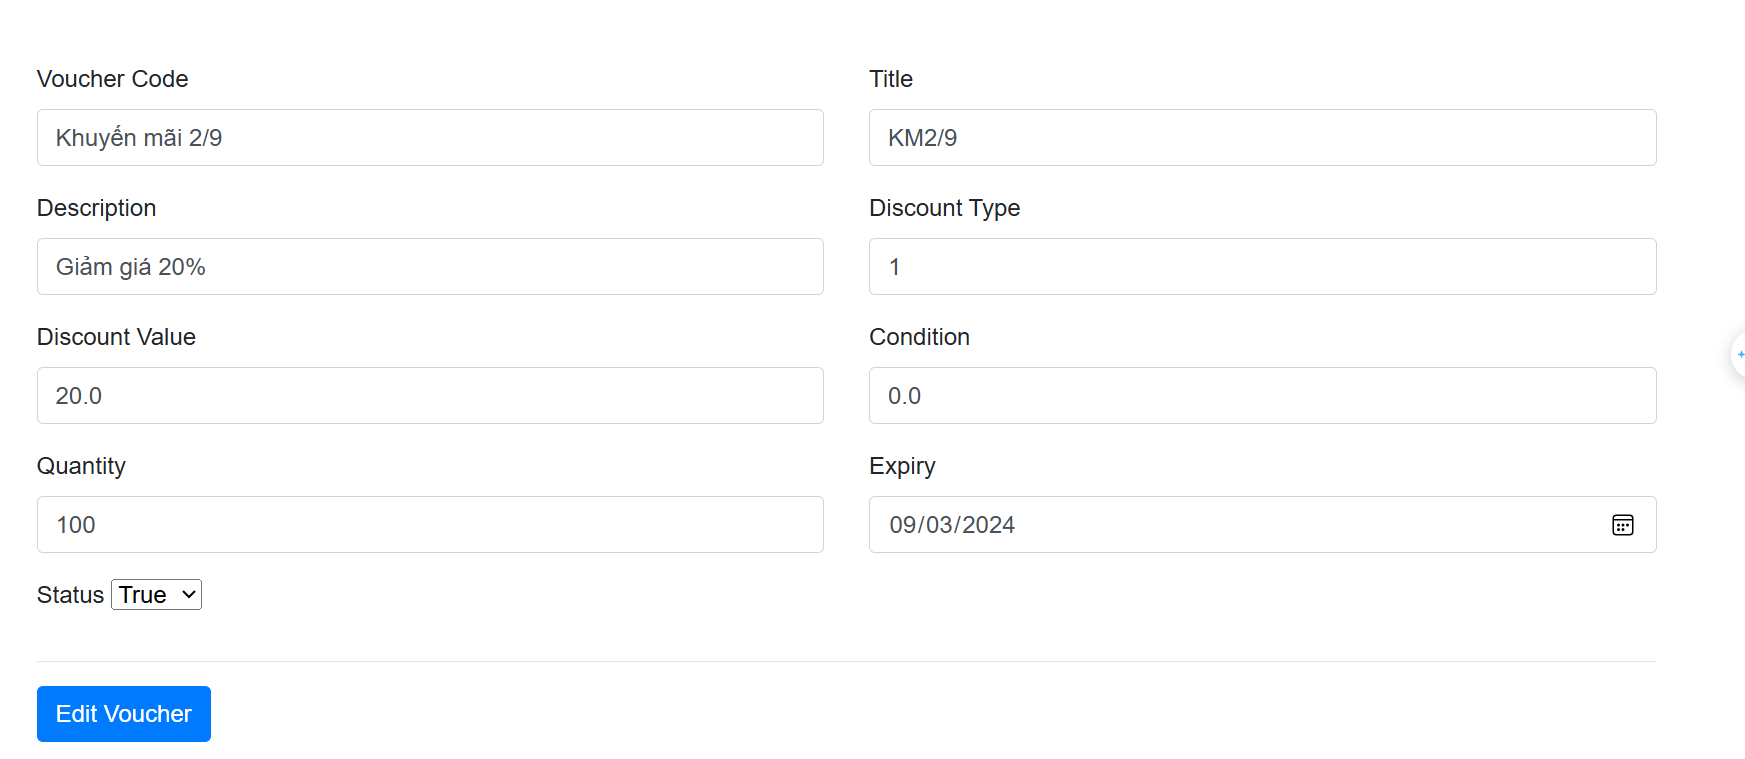 Voucher Code
Title
Khuyến mãi 2/9
KM2/9
Description
Discount Type
Giảm giá 20%
1
Discount Value
Condition
20.0
0.0
Quantity
Expiry
100
09/03/2024
Status True
Edit Voucher